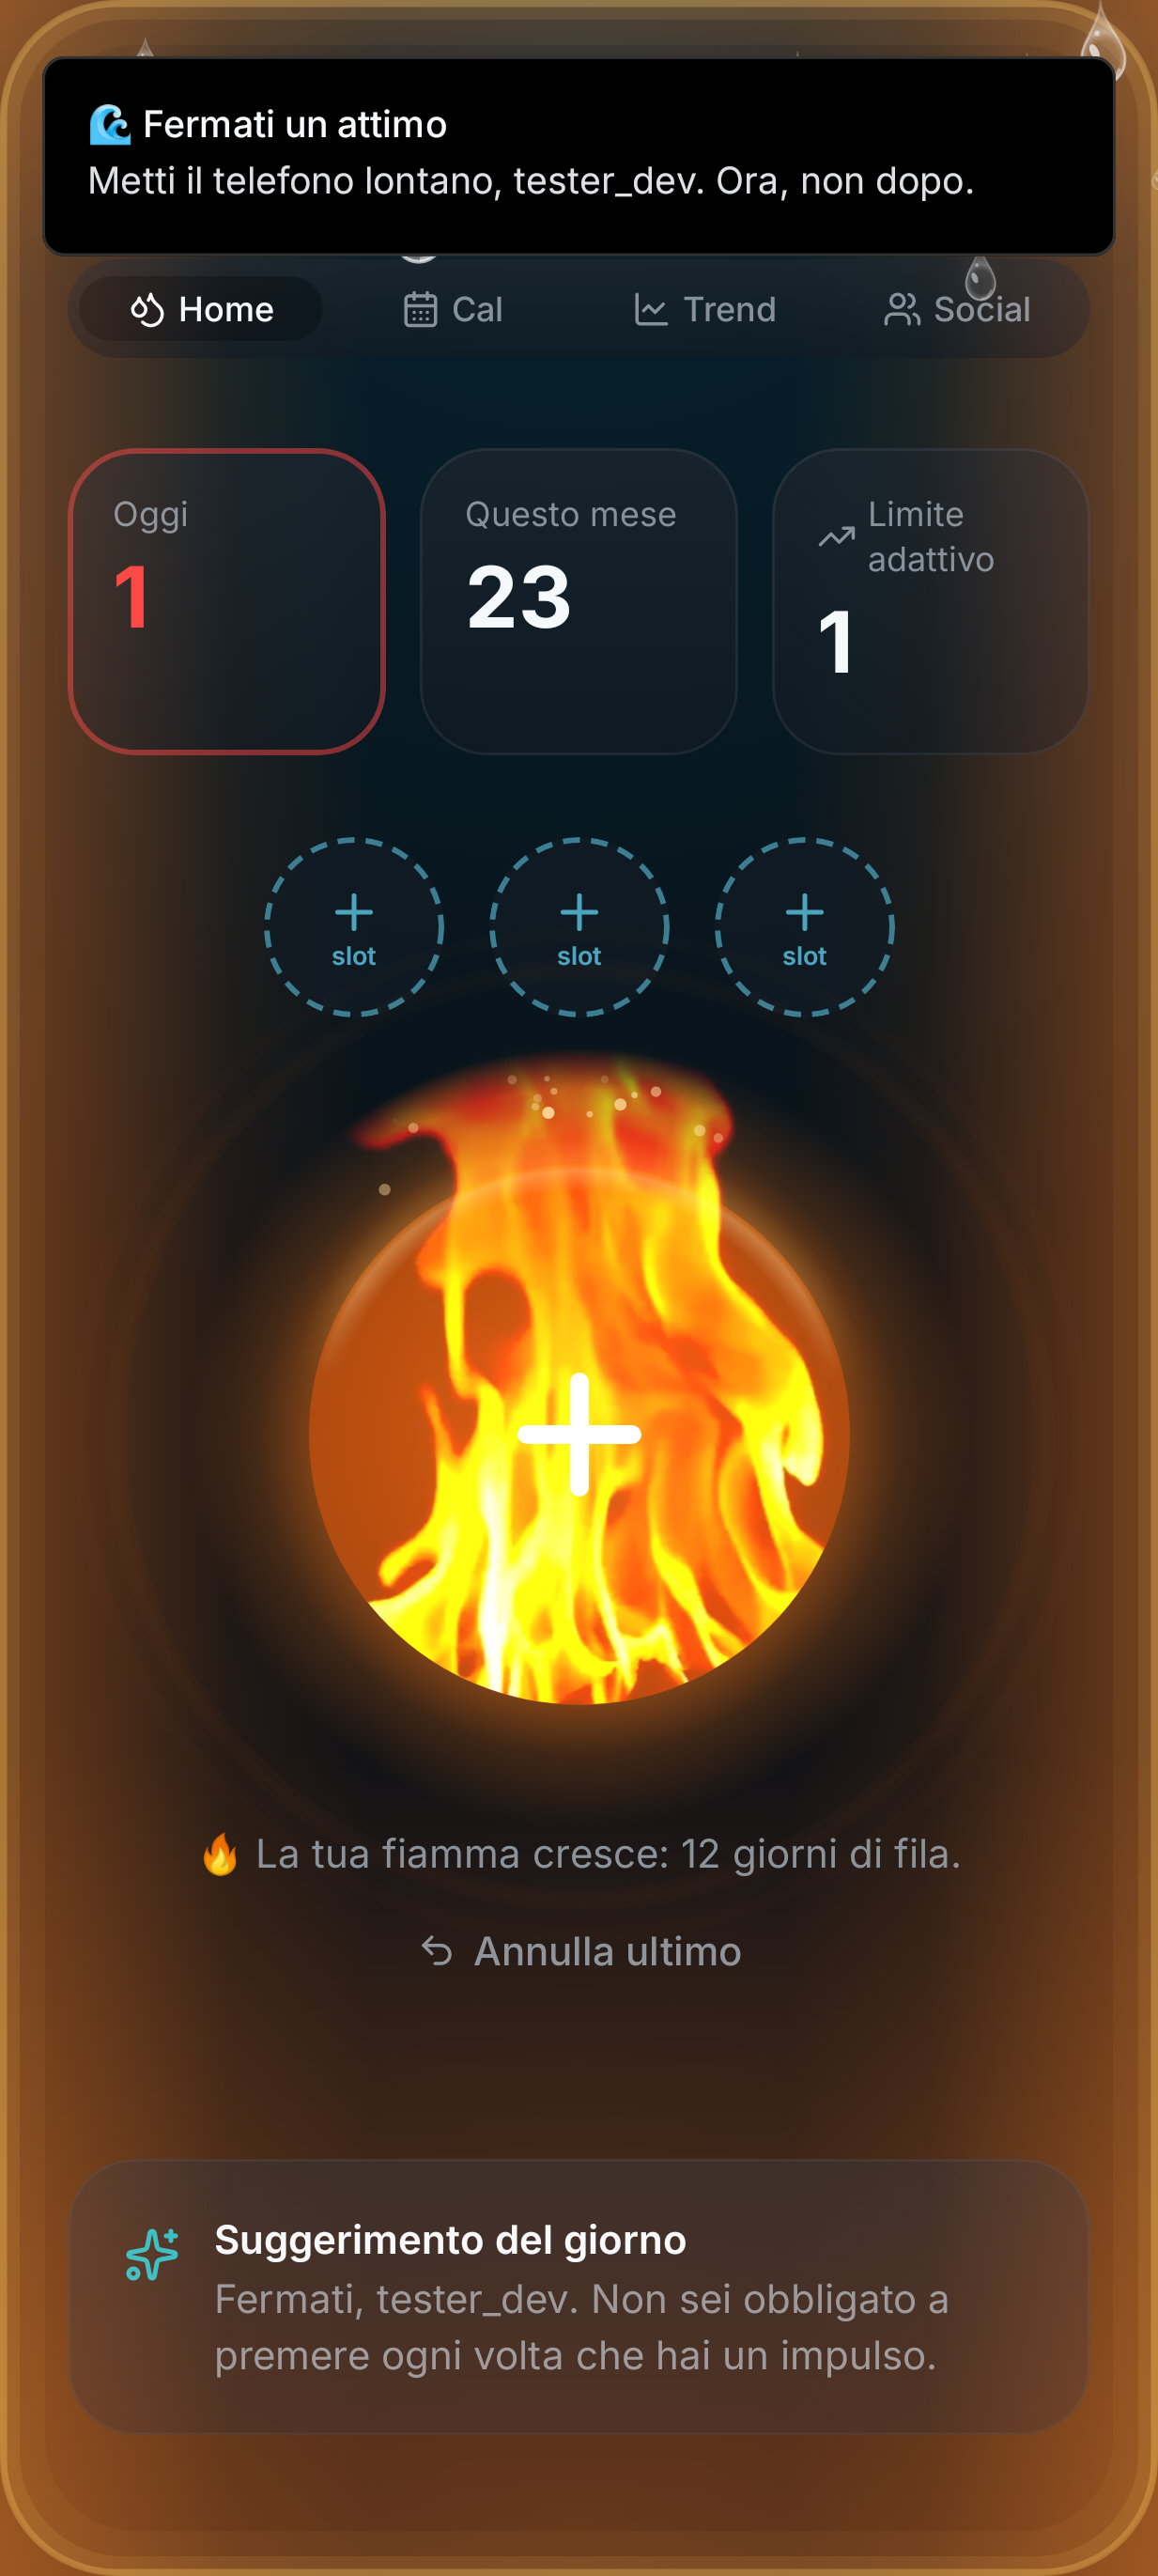 🌊 Fermati un attimo
Metti il telefono lontano, tester_dev. Ora, non dopo.
Home
Cal
Trend
Social
Oggi
1
Questo mese
23
Limite
adattivo
1
slot
slot
slot
🔥 La tua fiamma cresce: 12 giorni di fila.
Annulla ultimo
Suggerimento del giorno
Fermati, tester_dev. Non sei obbligato a
premere ogni volta che hai un impulso.